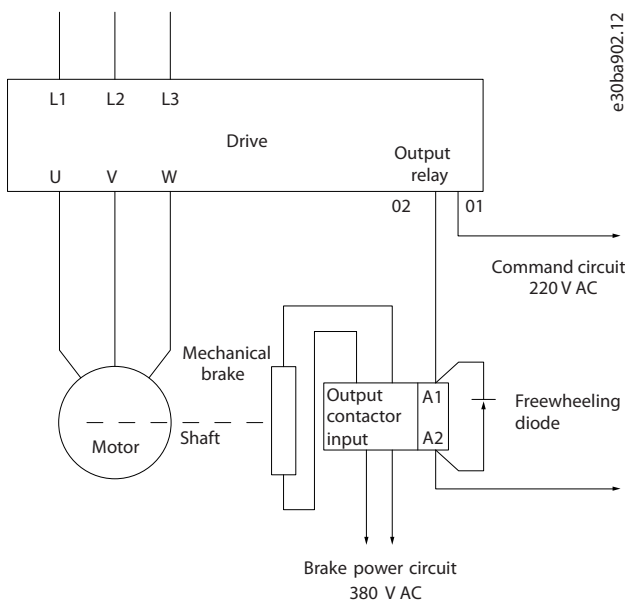 e30ba902.12
L1 L2 L3
Drive
Output
relay
U V W
02 01
Command circuit
220 V AC
Mechanical
brake
Output
contactor
input
A1
A2
Freewheeling
diode
Motor
Shaft
Brake power circuit
380 V AC